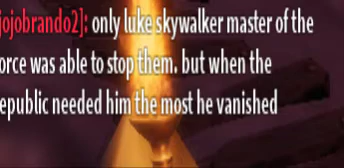 jojobrando2]: only luke skywalker master of the
orce was able to stop them. but when the
epublic needed him the most he vanished